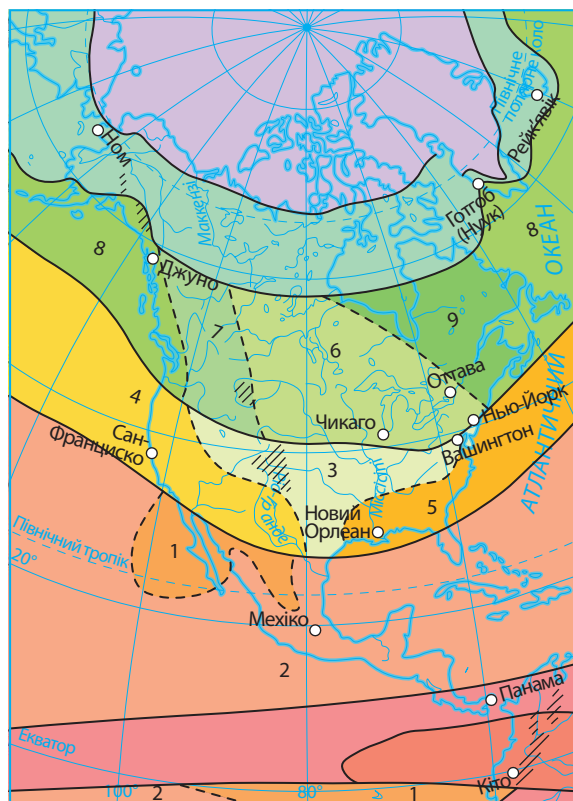 Північне
полярне коло
Рейк'явік
Ном
Маккензі
Готгоб
(Нуук)
8
8
ОКЕАН
Джуно
7
6
9
Оттава
4
Нью-Йорк
Чикаго
Вашингтон
АТЛАНТИЧНИЙ
Сан-
Франциско
3
Міссісіпі
Ріо-
Гранде
5
Новий
Орлеан
1
Північний тропік
20°
Мехіко
2
Панама
Екватор
Кіто
100°
80°
2
1